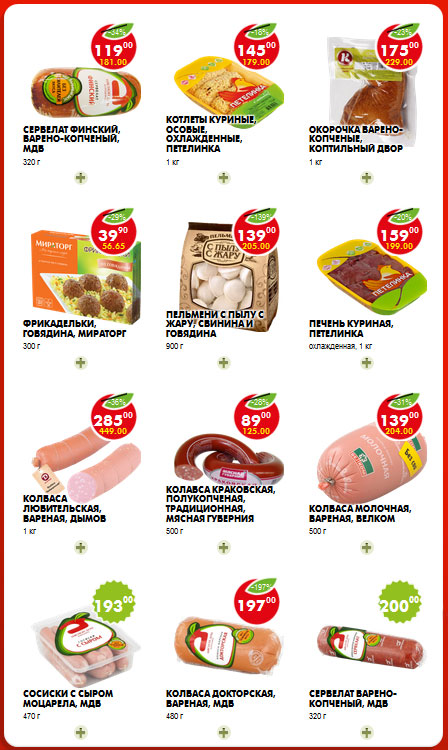 -34%
119 00
181.00
СЕРВЕЛАТ ФИНСКИЙ,
ВАРЕНО-КОПЧЕНЫЙ,
МДВ
320 г
-18%
145 00
179.00
ПЕТЕЛИНКА
КОТЛЕТЫ КУРИНЫЕ,
ОСОБЫЕ,
ОХЛАЖДЕННЫЕ,
ПЕТЕЛИНКА
1 кг
-23%
175 00
229.00
ОКОРОЧКА ВАРЕНО-
КОПЧЕНЫЕ,
КОПТИЛЬНЫЙ ДВОР
1 кг
-29%
39 90
56.65
МИРАТОРГ
ФРИКАДЕЛЬКИ,
ГОВЯДИНА, МИРАТОРГ
300 г
-139%
139 00
205.00
ПЕЛЬМЕНИ
С ПЫЛУ
С ЖАРУ
ПЕЛЬМЕНИ С ПЫЛУ С
ЖАРУ, СВИНИНА И
ГОВЯДИНА
900 г
-20%
159 00
199.00
ПЕТЕЛИНКА
ПЕЧЕНЬ КУРИНАЯ,
ПЕТЕЛИНКА
охлажденная, 1 кг
-36%
285 00
449.00
КОЛБАСА
ЛЮБИТЕЛЬСКАЯ,
ВАРЕНАЯ, ДЫМОВ
1 кг
-28%
89 00
125.00
КОЛАВСА КРАКОВСКАЯ,
ПОЛУКОПЧЕНАЯ,
ТРАДИЦИОННАЯ,
МЯСНАЯ ГУБЕРНИЯ
500 г
-31%
139 00
204.00
МОЛОЧНАЯ
КОЛБАСА МОЛОЧНАЯ,
ВАРЕНАЯ, ВЕЛКОМ
500 г
193 00
С СЫРОМ
СОСИСКИ С СЫРОМ
МОЦАРЕЛА, МДБ
470 г
-197%
197 00
КОЛБАСА ДОКТОРСКАЯ,
ВАРЕНАЯ, МДБ
480 г
200 00
СЕРВЕЛАТ ВАРЕНО-
КОПЧЕНЫЙ, МДБ
320 г